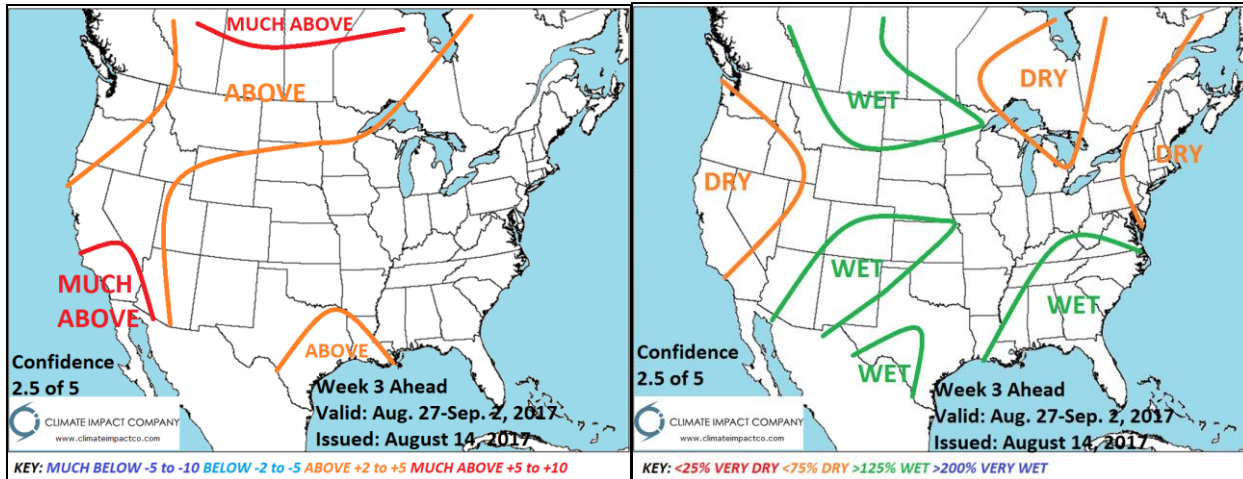 MUCH ABOVE
ABOVE
MUCH
ABOVE
ABOVE
Confidence
2.5 of 5
Week 3 Ahead
Valid: Aug. 27-Sep. 2, 2017
Issued: August 14, 2017
CLIMATE IMPACT COMPANY
www.climateimpactco.com
KEY: MUCH BELOW -5 to -10 BELOW -2 to -5 ABOVE +2 to +5 MUCH ABOVE +5 to +10
DRY
WET
DRY
DRY
WET
WET
WET
Confidence
2.5 of 5
Week 3 Ahead
Valid: Aug. 27-Sep. 2, 2017
Issued: August 14, 2017
CLIMATE IMPACT COMPANY
www.climateimpactco.com
KEY: <25% VERY DRY <75% DRY >125% WET >200% VERY WET